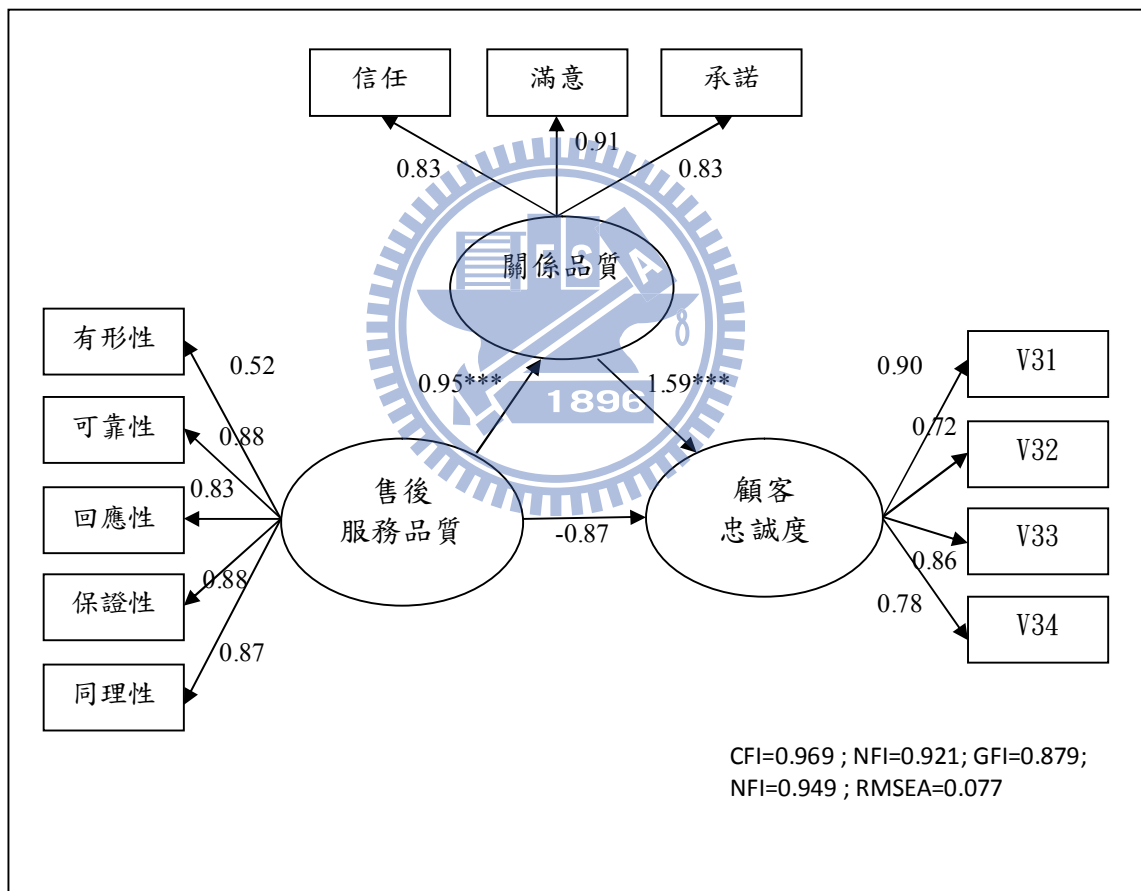 信任
滿意
承諾
0.83
0.91
0.83
關係品質
ESA
1896
有形性
可靠性
回應性
保證性
同理性
0.52
0.88
0.83
0.88
0.87
0.95***
1.59***
售後
服務品質
-0.87
顧客
忠誠度
0.90
0.72
0.86
0.78
V31
V32
V33
V34
CFI=0.969 ; NFI=0.921; GFI=0.879;
NFI=0.949 ; RMSEA=0.077